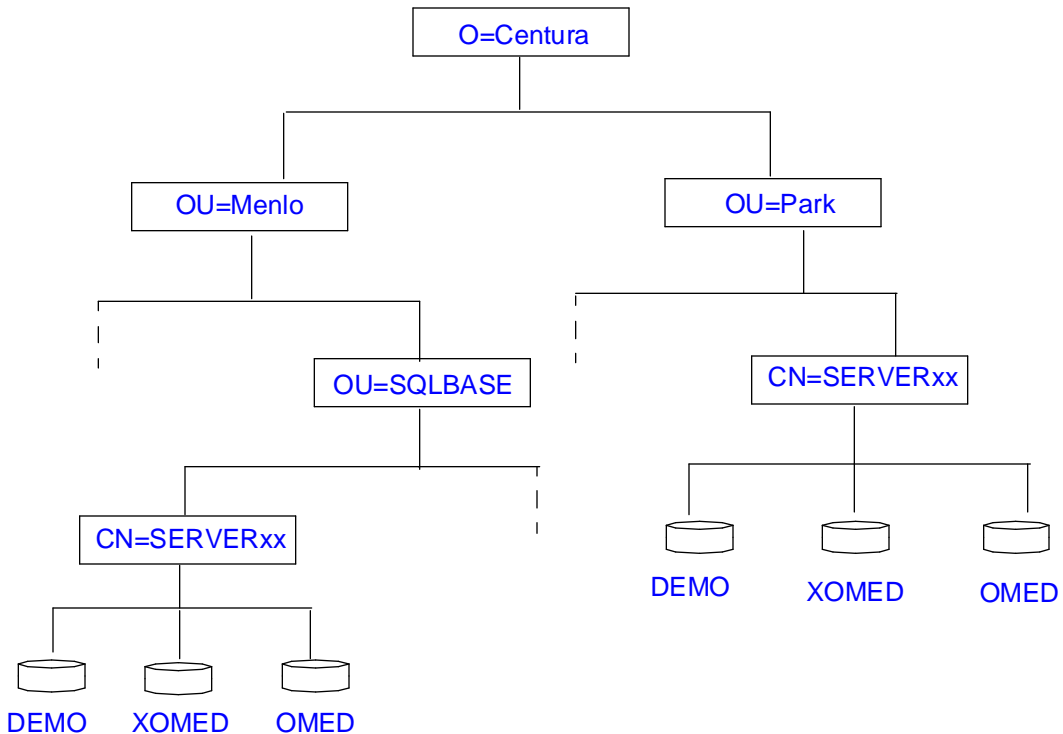 O=Centura
OU=Menlo
OU=Park
OU=SQLBASE
CN=SERVERxx
CN=SERVERxx
DEMO
XOMED
OMED
DEMO
XOMED
OMED